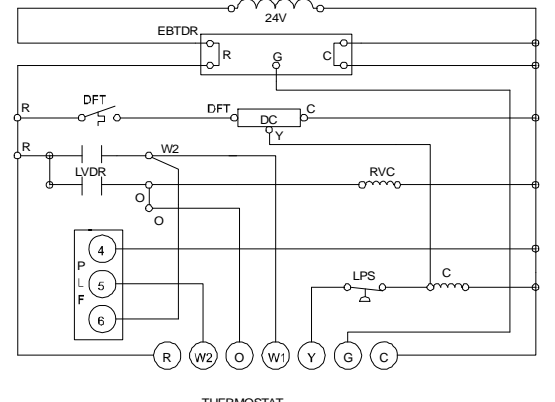 24V
EBTDR
R
G
C
R
DFT
DFT
DC
C
Y
R
W2
LVDR
RVC
O
O
4
P
L
F
5
6
LPS
C
R
W2
O
W1
Y
G
C
THERMOSTAT